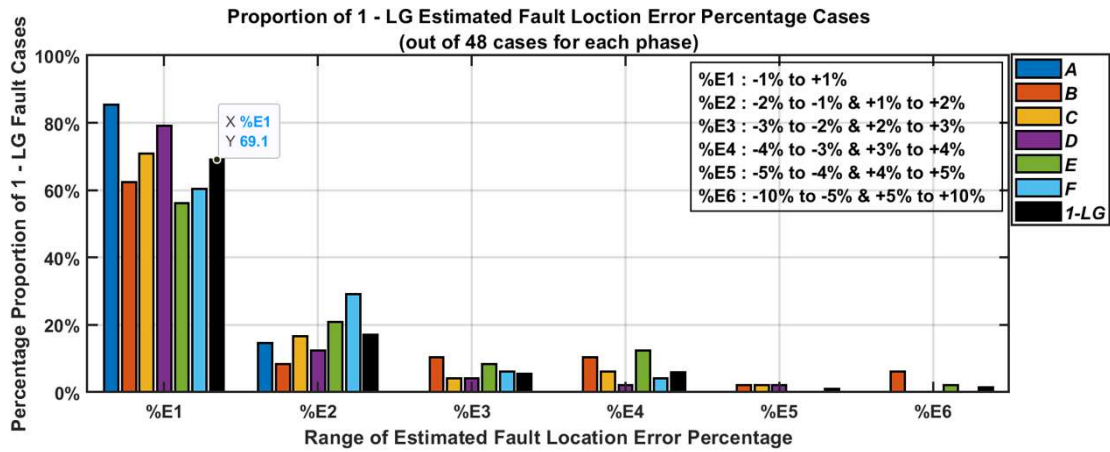 Proportion of 1 - LG Estimated Fault Loction Error Percentage Cases
(out of 48 cases for each phase)
Percentage Proportion of 1 - LG Fault Cases
100%
80%
60%
40%
20%
0%
X %E1
Y 69.1
%E1 : -1% to +1%
%E2 : -2% to -1% & +1% to +2%
%E3 : -3% to -2% & +2% to +3%
%E4 : -4% to -3% & +3% to +4%
%E5 : -5% to -4% & +4% to +5%
%E6 : -10% to -5% & +5% to +10%
A
B
C
D
E
F
1-LG
%E1
%E2
%E3
%E4
%E5
%E6
Range of Estimated Fault Location Error Percentage